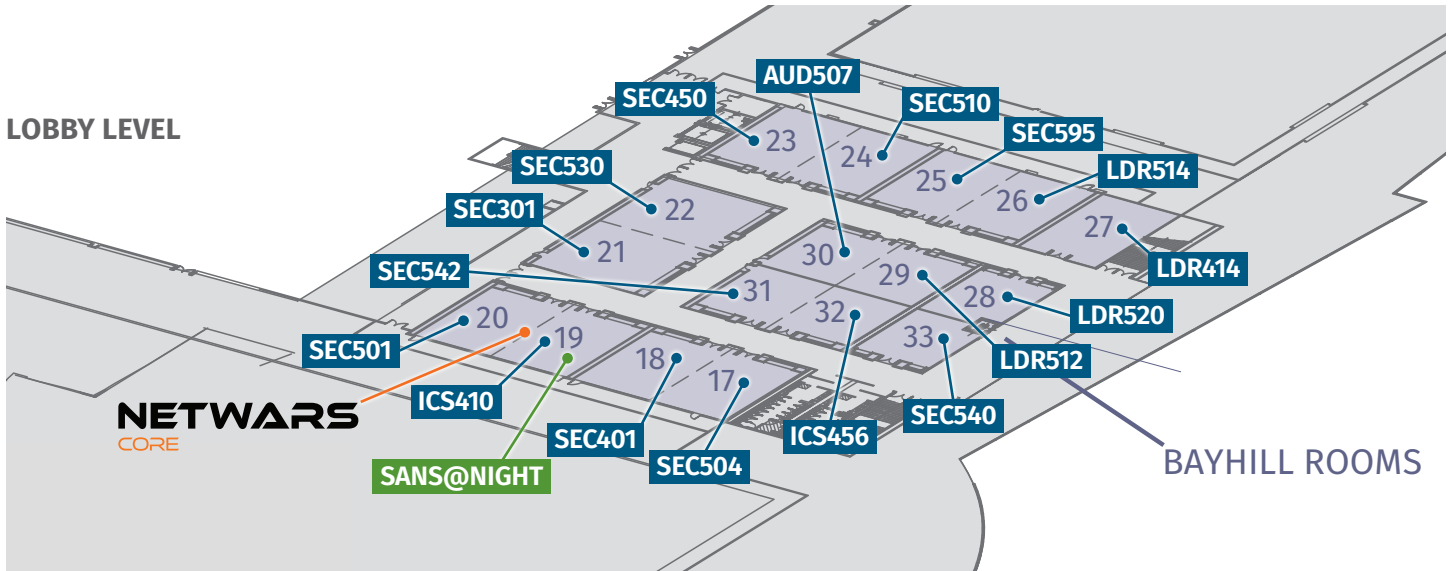 LOBBY LEVEL
AUD507
SEC450
SEC510
SEC595
LDR514
SEC530
SEC301
SEC542
23
24
25
26
27
22
21
30
29
28
31
32
33
20
19
18
17
LDR414
LDR520
LDR512
SEC501
ICS410
NETWARS
CORE
SEC401
ICS456
SEC540
SEC504
SANS@NIGHT
BAYHILL ROOMS